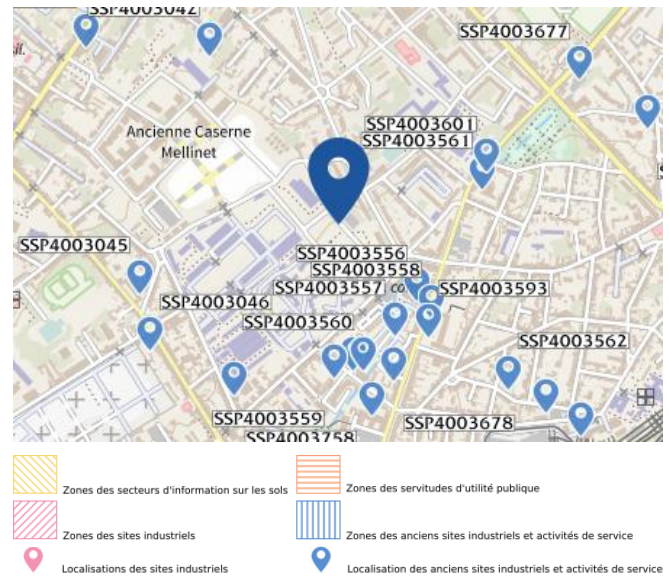 SSP4003042
SSP4003677
sil.
Ancienne Caserne
Mellinet
SSP4003601
SSP4003561
SSP4003045
SSP4003556
SSP4003558
SSP4003557
co
SSP4003593
SSP4003046
SSP4003560
SSP4003562
SSP4003559
SSP4003678
SSP4003758
Zones des secteurs d'information sur les sols
Zones des servitudes d'utilité publique
Zones des sites industriels
Zones des anciens sites industriels et activités de service
Localisations des sites industriels
Localisation des anciens sites industriels et activités de service